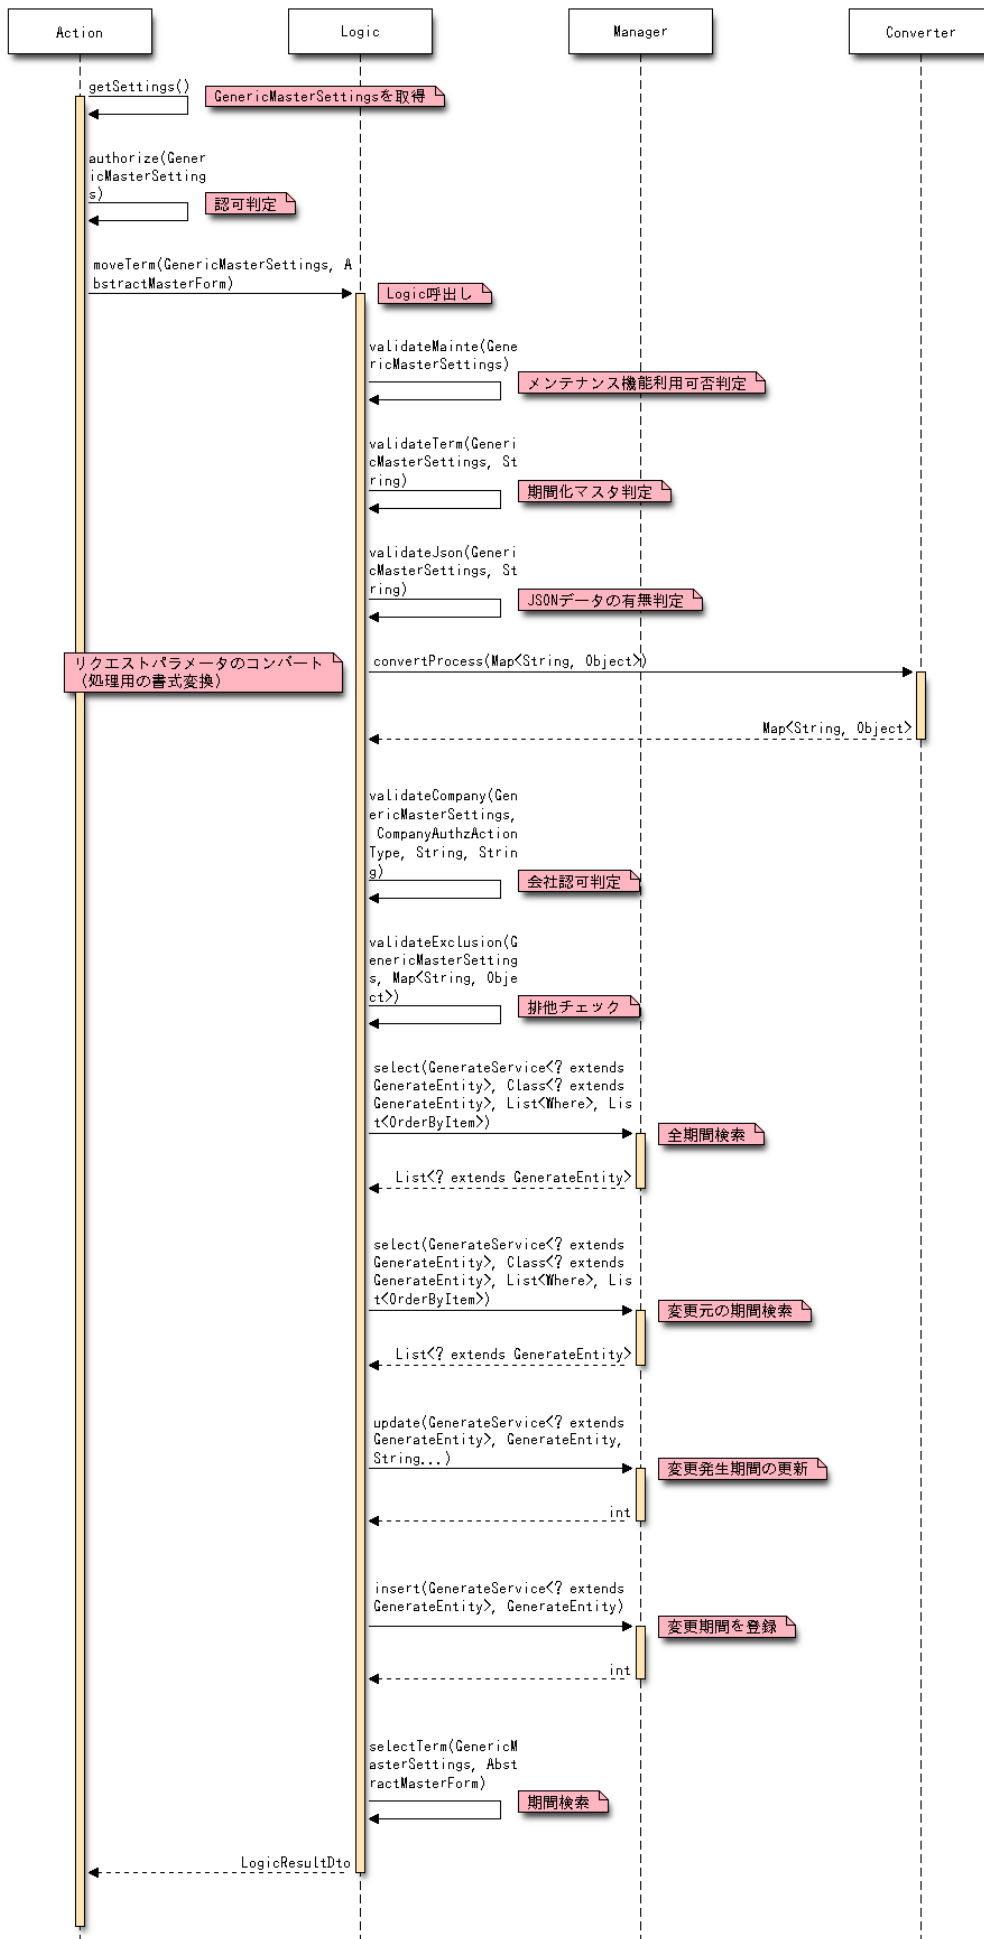 Action
Logic
Manager
Converter
getSettings()
GenericMasterSettingsを取得
authorize(Gener
icMasterSetting
s)
認可判定
moveTerm(GenericMasterSettings, A
bstractMasterForm)
Logic呼出し
validateMainte(Gene
ricMasterSettings)
メンテナンス機能利用可否判定
validateTerm(Generi
cMasterSettings, St
ring)
期間化マスタ判定
validateJson(Generi
cMasterSettings, St
ring)
JSONデータの有無判定
リクエストパラメータのコンバート
（処理用の書式変換）
convertProcess(Map<String, Object>)
Map<String, Object>
validateCompany(Gen
ericMasterSettings,
CompanyAuthzAction
Type, String, Strin
g)
会社認可判定
validateExclusion(G
enericMasterSetting
s, Map<String, Obje
ct>)
排他チェック
select(GenerateService<? extends
GenerateEntity>, Class<? extends
GenerateEntity>, List<Where>, Lis
t<OrderByItem>)
全期間検索
List<? extends GenerateEntity>
select(GenerateService<? extends
GenerateEntity>, Class<? extends
GenerateEntity>, List<Where>, Lis
t<OrderByItem>)
変更元の期間検索
List<? extends GenerateEntity>
update(GenerateService<? extends
GenerateEntity>, GenerateEntity,
String...)
変更発生期間の更新
int
insert(GenerateService<? extends
GenerateEntity>, GenerateEntity)
変更期間を登録
int
selectTerm(GenericM
asterSettings, Abst
ractMasterForm)
期間検索
LogicResultDto